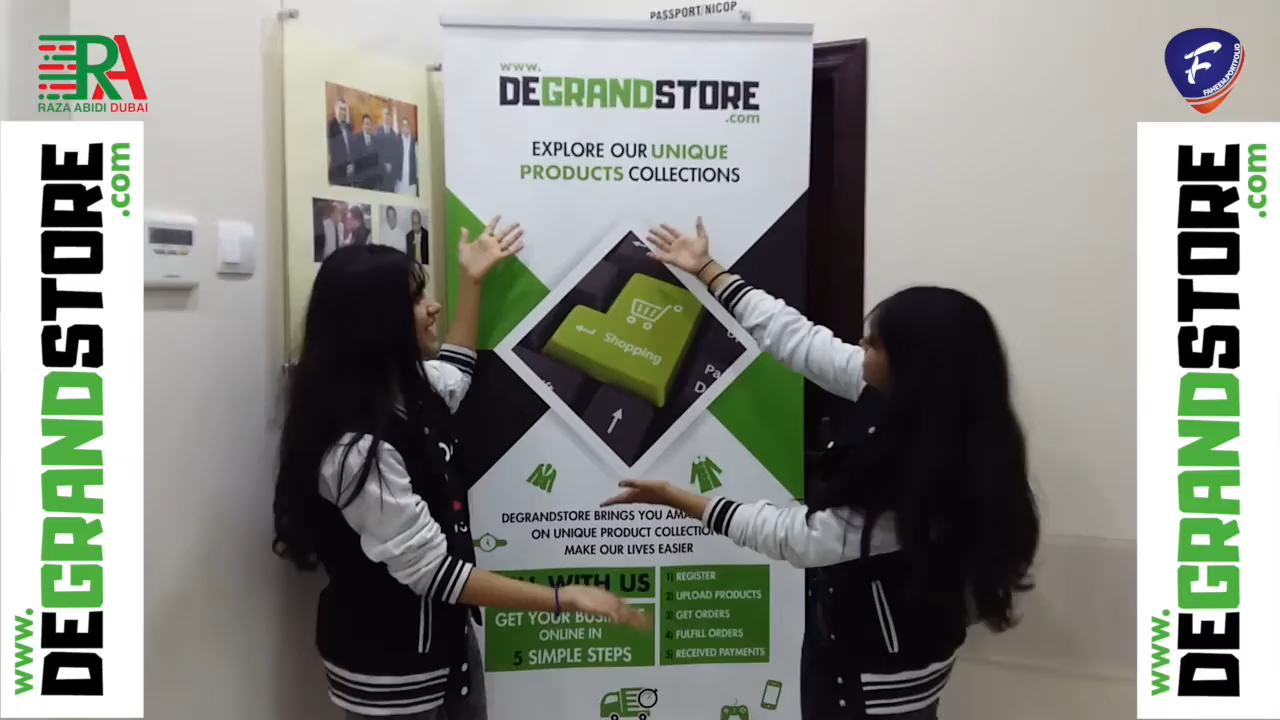 PASSPORT/NICOP
RAZA ABIDI DUBAI
F
FAHEEM.PORTFOLIO
www.
DEGRANDSTORE
.com
EXPLORE OUR UNIQUE
PRODUCTS COLLECTIONS
www.
DEGRANDSTORE
.com
www.
DEGRANDSTORE
.com
Shopping
DEGRANDSTORE BRINGS YOU
ON UNIQUE PRODUCT
MAKE OUR LIVES EASIER
WITH US
GET YOUR
ONLINE IN
5 SIMPLE STEPS
1) REGISTER
2) UPLOAD PRODUCTS
3) GET ORDERS
4) FULFILL ORDERS
5) RECEIVED PAYMENTS